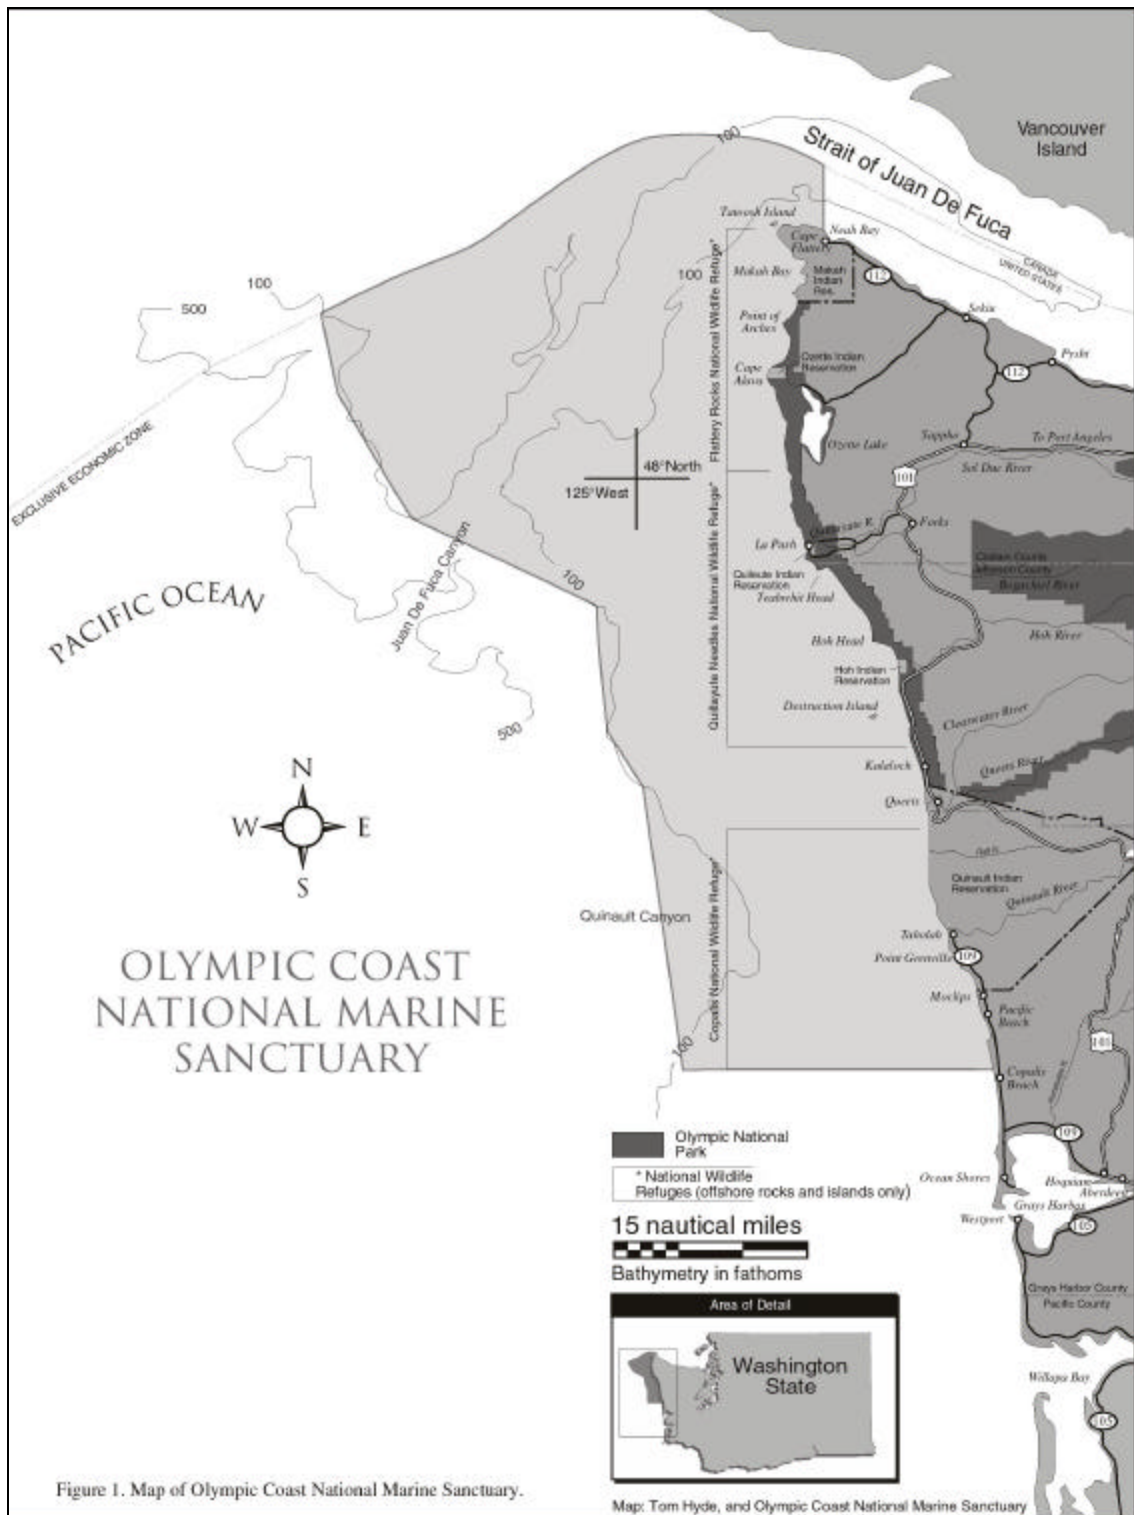 Vancouver
Island
Strait of Juan De Fuca
CANADA
UNITED STATES
100
Tatoosh Island
Cape
Flattery
Neah Bay
Makah Bay
Makah
Indian
Res.
112
100
100
500
Point of
Arches
Sekiu
Pysht
112
Cape
Alava
Ozette Indian
Reservation
Ozette Lake
Flattery Rocks National Wildlife Refuge*
EXCLUSIVE ECONOMIC ZONE
48°North
125°West
Sappho
To Port Angeles
Sol Duc River
101
Quillayute R.
Forks
La Push
Quileute Indian
Reservation
Teahwhit Head
Clallam County
Jefferson County
Bogachiel River
Quillayute Needles National Wildlife Refuge*
Juan De Fuca Canyon
100
PACIFIC OCEAN
Hoh Head
Hoh River
Hoh Indian
Reservation
Destruction Island
Clearwater River
500
Queets River
Kalaloch
Queets
N
W
E
S
Quinault Indian
Reservation
Quinault River
Copalis National Wildlife Refuge*
Quinault Canyon
Taholah
Point Grenville
109
Moclips
Pacific
Beach
101
100
Copalis
Beach
OLYMPIC COAST
NATIONAL MARINE
SANCTUARY
109
Olympic National
Park
* National Wildlife
Refuges (offshore rocks and islands only)
Ocean Shores
Hoquiam
Aberdeen
Grays Harbor
Westport
105
15 nautical miles
Bathymetry in fathoms
Grays Harbor County
Pacific County
Area of Detail
Washington
State
Willapa Bay
105
Figure 1. Map of Olympic Coast National Marine Sanctuary.
Map: Tom Hyde, and Olympic Coast National Marine Sanctuary